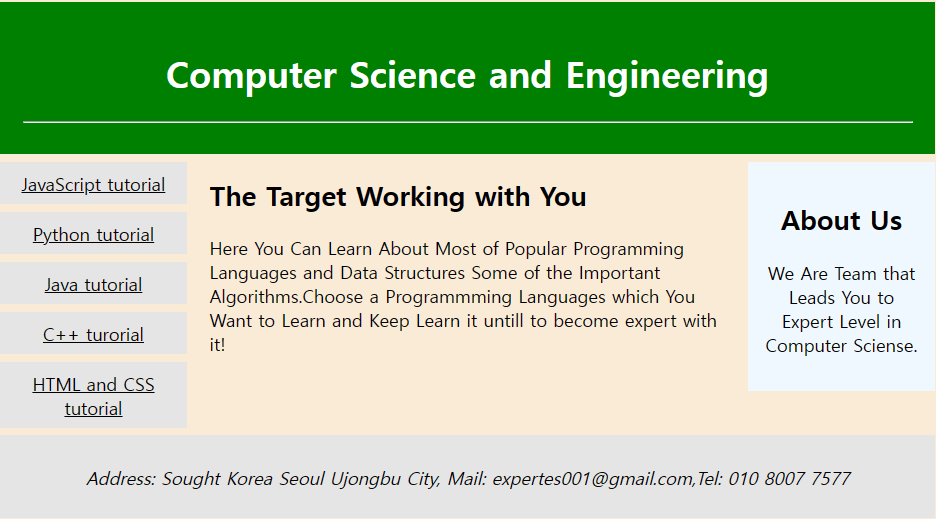 Computer Science and Engineering
JavaScript tutorial
Python tutorial
Java tutorial
C++ turorial
HTML and CSS
tutorial
The Target Working with You
Here You Can Learn About Most of Popular Programming
Languages and Data Structures Some of the Important
Algorithms.Choose a Programmming Languages which You
Want to Learn and Keep Learn it untill to become expert with
it!
About Us
We Are Team that
Leads You to
Expert Level in
Computer Sciense.
Address: Sought Korea Seoul Ujongbu City, Mail: expertes001@gmail.com,Tel: 010 8007 7577